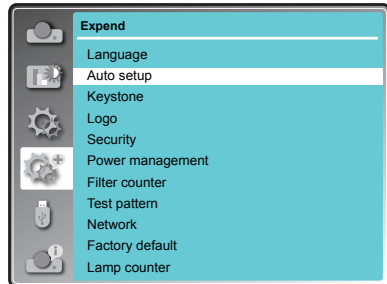 Expend
Language
Auto setup
Keystone
Logo
Security
Power management
Filter counter
Test pattern
Network
Factory default
Lamp counter